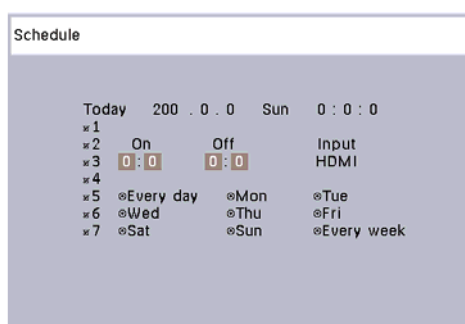 Schedule
Today 200 . 0 . 0 Sun 0 : 0 : 0
1
2 On Off Input
3 0 : 0 0 : 0 HDMI
4
5 Every day Mon Tue
6 Wed Thu Fri
7 Sat Sun Every week